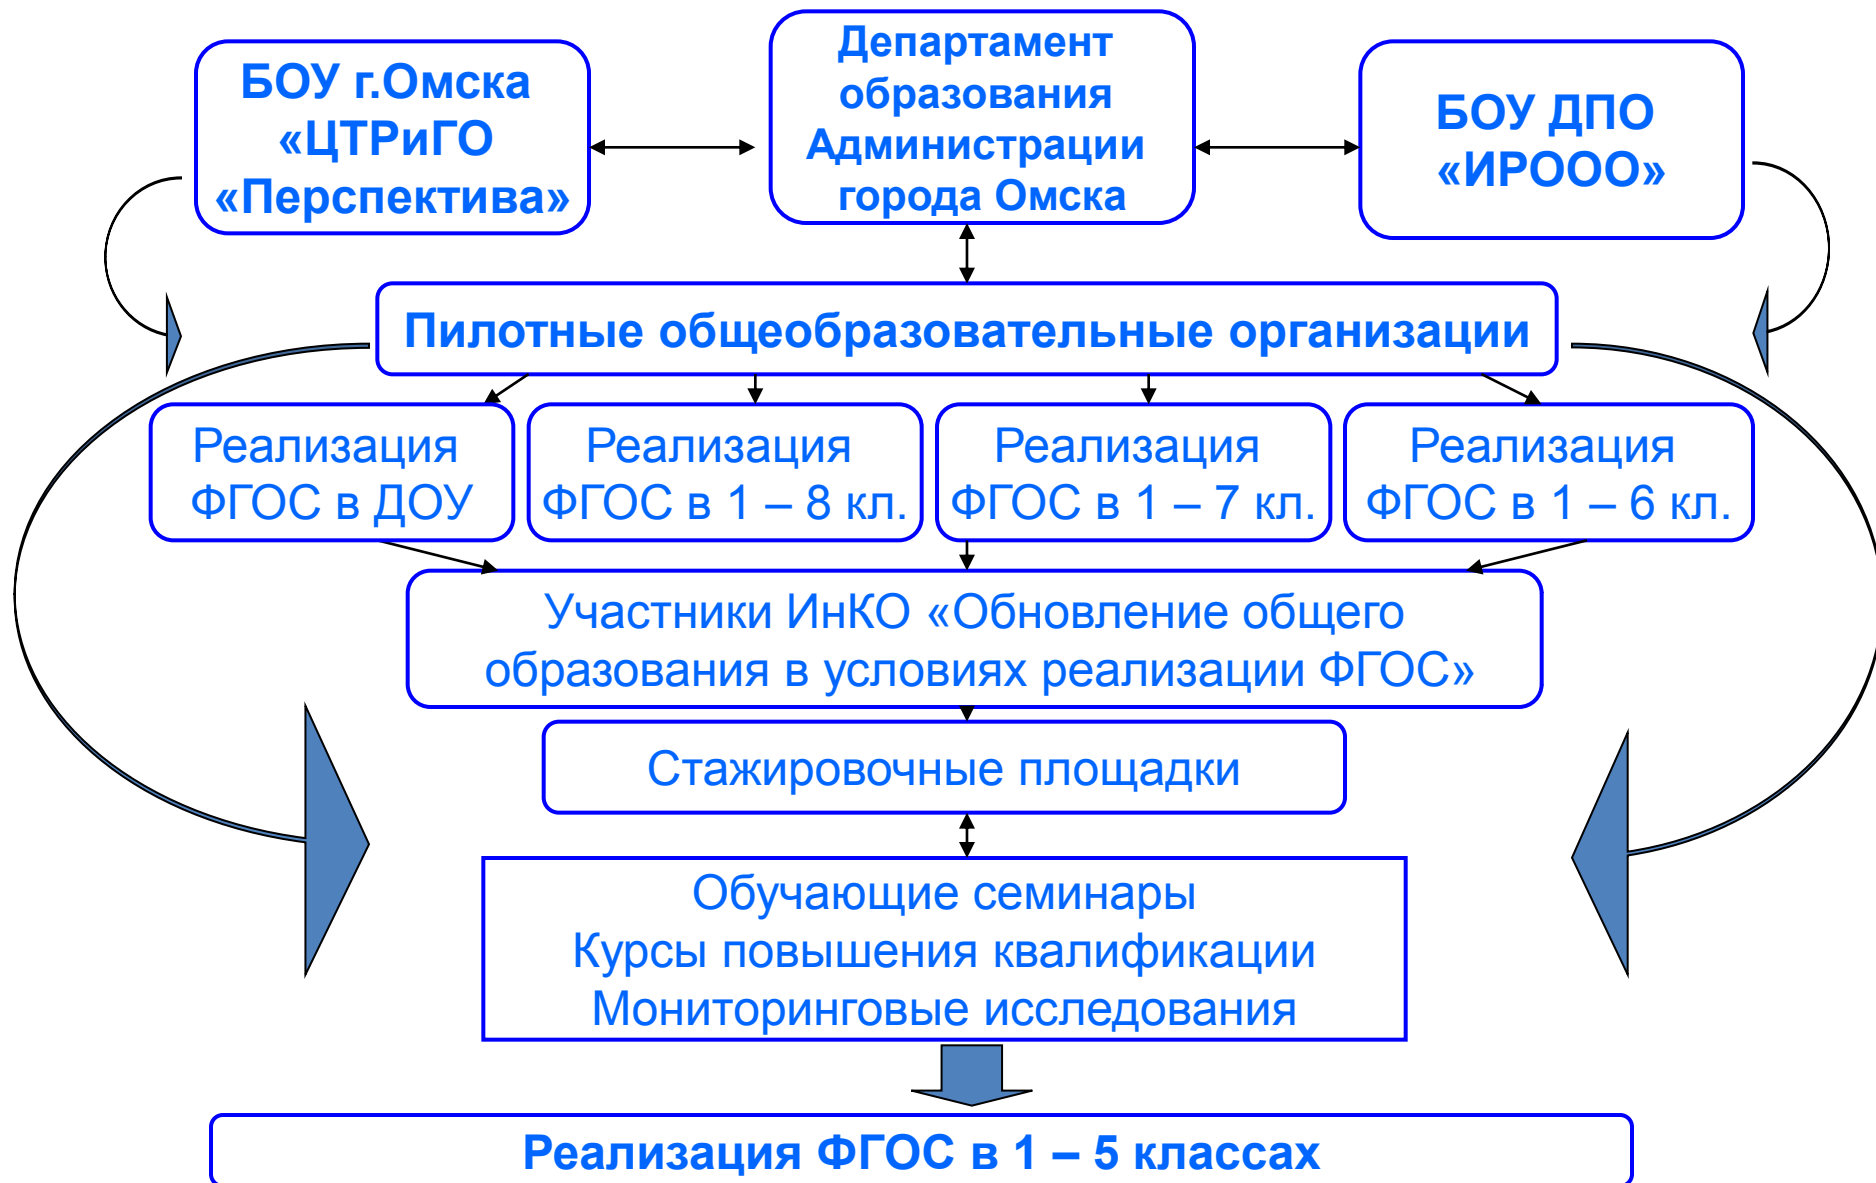 БОУ г.Омска
«ЦТРиГО
«Перспектива»
Департамент
образования
Администрации
города Омска
БОУ ДПО
«ИРООО»
Пилотные общеобразовательные организации
Реализация
ФГОС в ДОУ
Реализация
ФГОС в 1 – 8 кл.
Реализация
ФГОС в 1 – 7 кл.
Реализация
ФГОС в 1 – 6 кл.
Участники ИнКО «Обновление общего
образования в условиях реализации ФГОС»
Стажировочные площадки
Обучающие семинары
Курсы повышения квалификации
Мониторинговые исследования
Реализация ФГОС в 1 – 5 классах